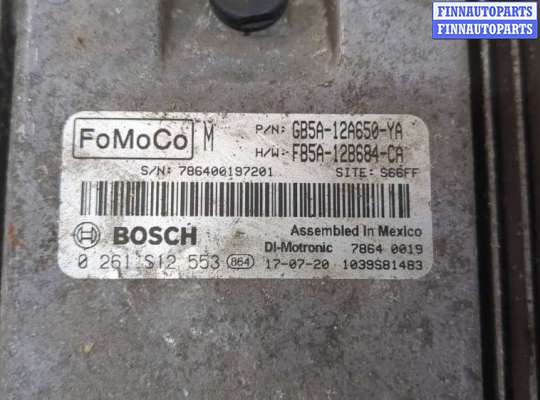 FINNAUTOPARTS
FINNAUTOPARTS
FoMoCo M P/N: GB5A-12A650-YA
H/W: FB5A-12B684-CA
S/N: 786400197201 SITE: S66FF
BOSCH Assembled In Mexico
DI-Motronic 7864 0019
0 261 S12 553 864 17-07-20 1039S81483